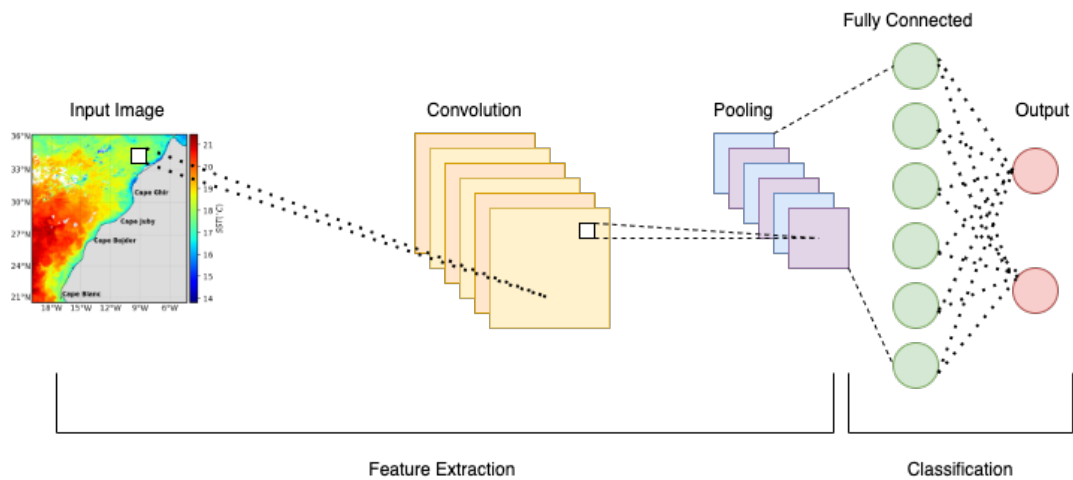 Fully Connected
Input Image
Convolution
Pooling
Output
36°N
33°N
30°N
27°N
24°N
21°N
18°W
15°W
12°W
9°W
6°W
Cape Ghir
Cape Juby
Cape Bojdor
Cape Blanc
21
20
19
18
17
16
15
14
SST(°C)
Feature Extraction
Classification